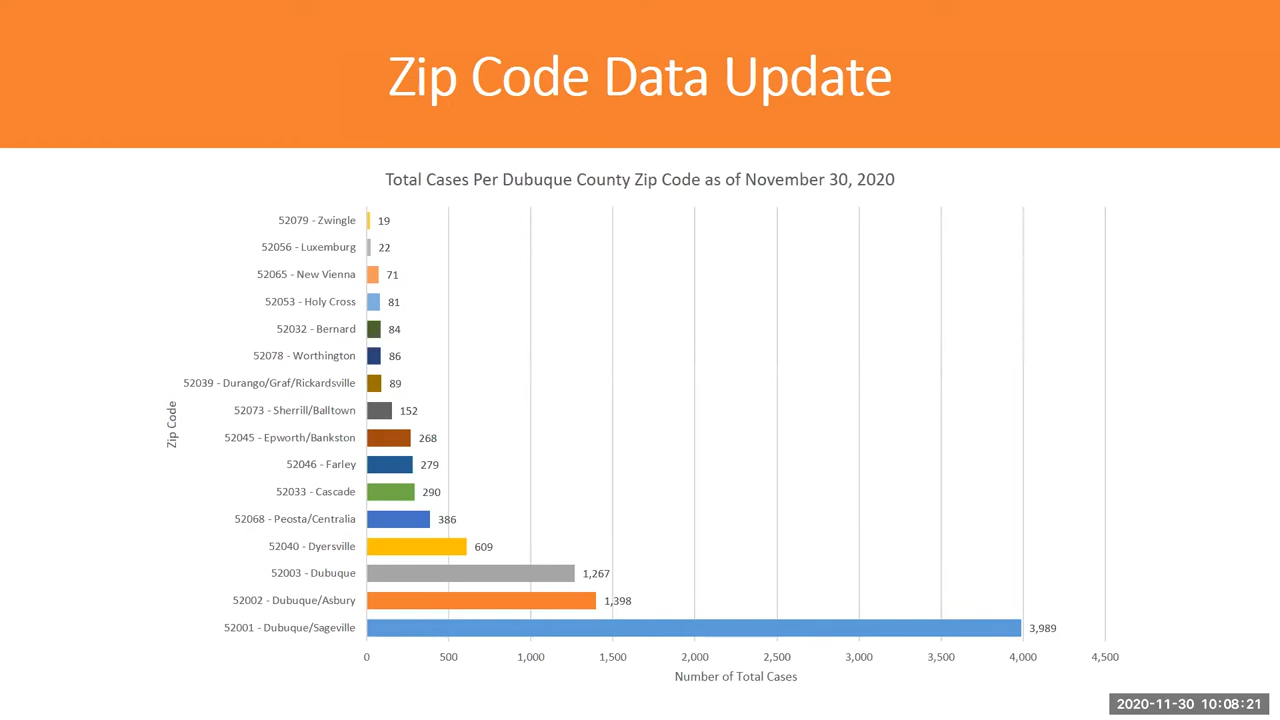 Zip Code Data Update
Total Cases Per Dubuque County Zip Code as of November 30, 2020
Zip Code
52079 - Zwingle 19
52056 - Luxemburg 22
52065 - New Vienna 71
52053 - Holy Cross 81
52032 - Bernard 84
52078 - Worthington 86
52039 - Durango/Graf/Rickardsville 89
52073 - Sherrill/Balltown 152
52045 - Epworth/Bankston 268
52046 - Farley 279
52033 - Cascade 290
52068 - Peosta/Centralia 386
52040 - Dyersville 609
52003 - Dubuque 1,267
52002 - Dubuque/Asbury 1,398
52001 - Dubuque/Sageville 3,989
0 500 1,000 1,500 2,000 2,500 3,000 3,500 4,000 4,500
Number of Total Cases
2020-11-30 10:08:21